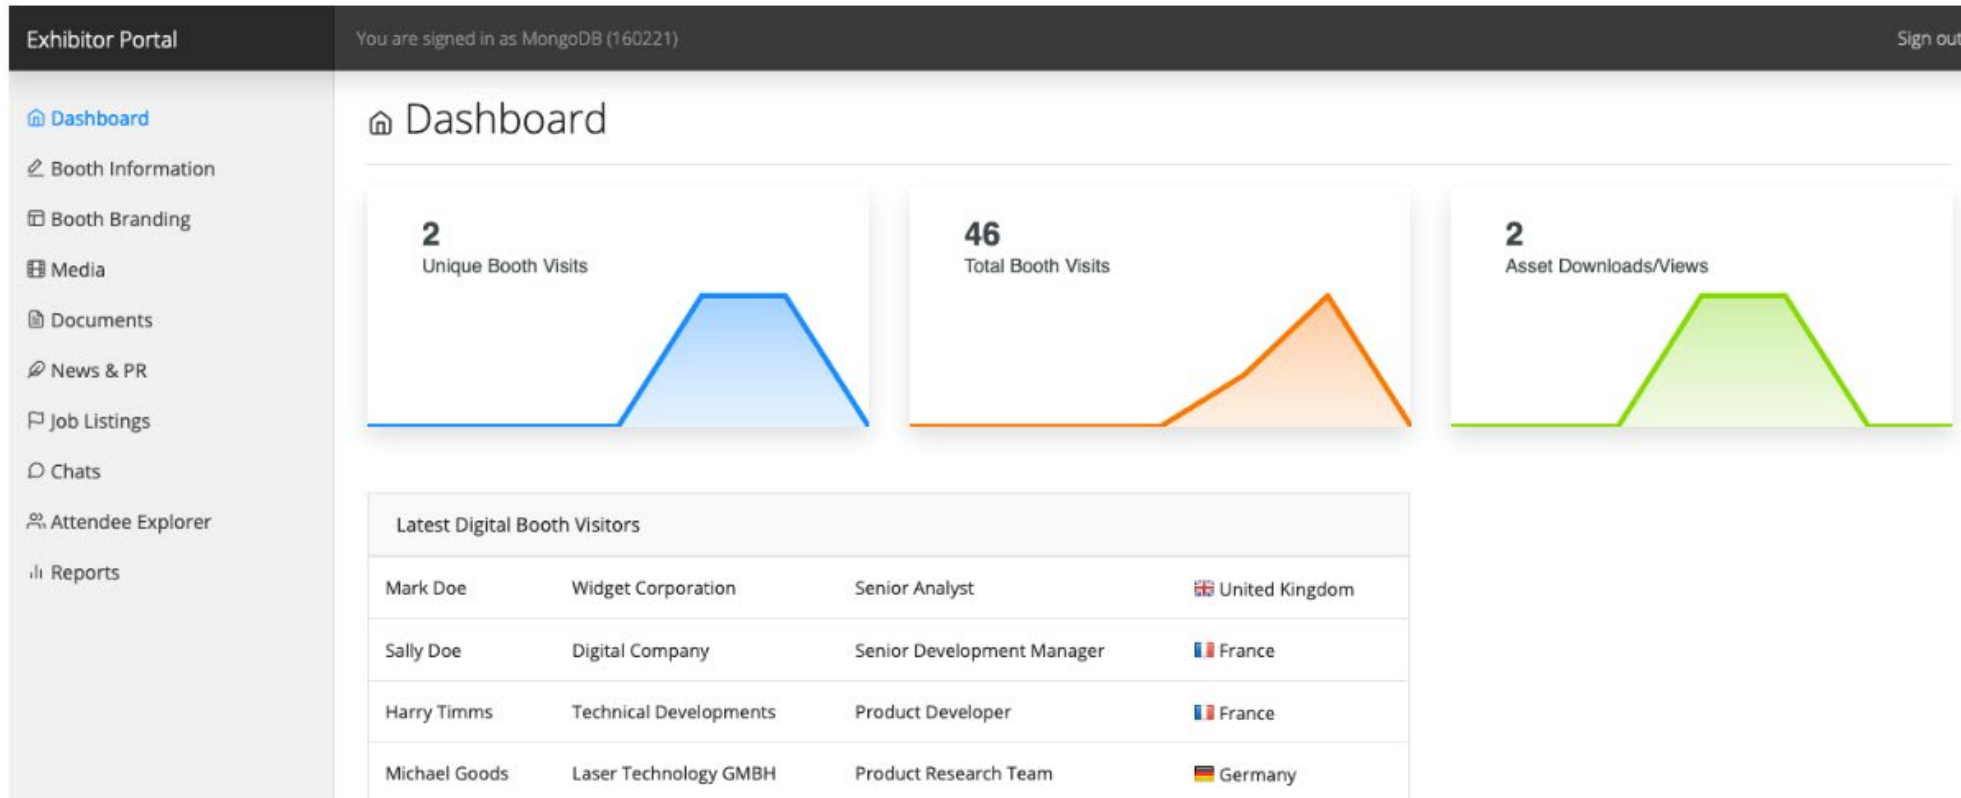 Exhibitor Portal
You are signed in as MongoDB (160221)
Sign out
Dashboard
Booth Information
Booth Branding
Media
Documents
News & PR
Job Listings
Chats
Attendee Explorer
Reports
Dashboard
2
Unique Booth Visits
46
Total Booth Visits
2
Asset Downloads/Views
Latest Digital Booth Visitors
Mark Doe Widget Corporation Senior Analyst United Kingdom
Sally Doe Digital Company Senior Development Manager France
Harry Timms Technical Developments Product Developer France
Michael Goods Laser Technology GMBH Product Research Team Germany